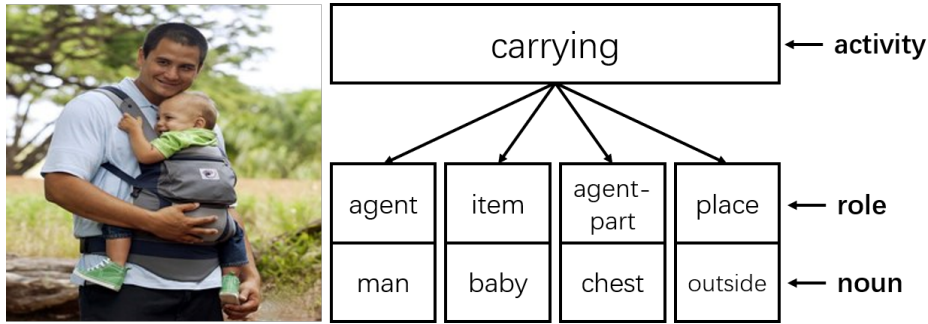 carrying
activity
agent
item
agent-
part
place
role
man
baby
chest
outside
noun